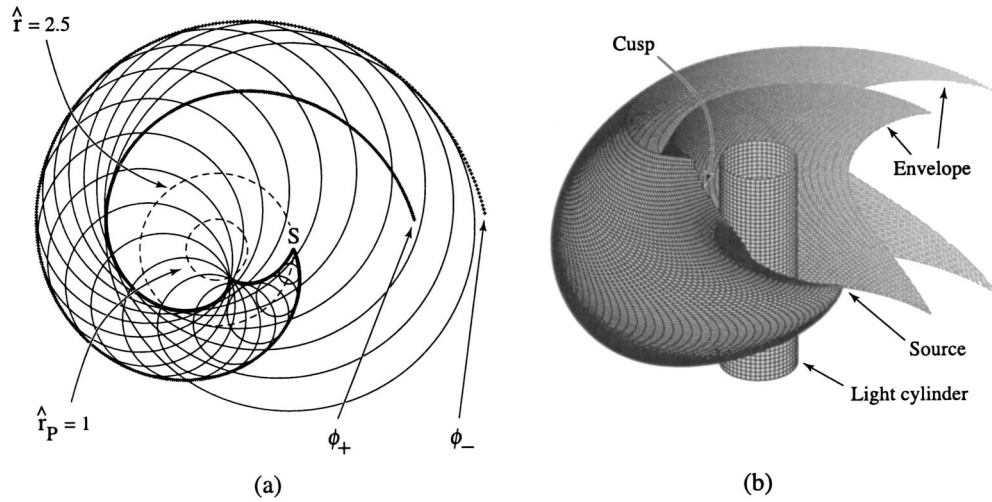 r̂ = 2.5
S
r̂P = 1
ϕ+
ϕ−
(a)
Cusp
Envelope
Source
Light cylinder
(b)